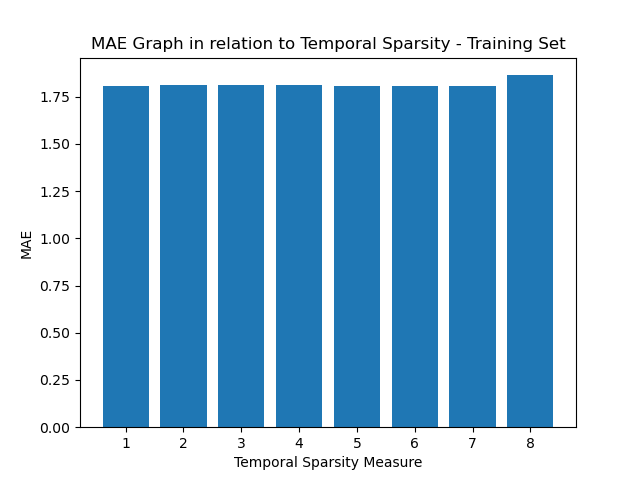 MAE Graph in relation to Temporal Sparsity - Training Set
1.75
1.50
1.25
1.00
0.75
0.50
0.25
0.00
MAE
1 2 3 4 5 6 7 8
Temporal Sparsity Measure